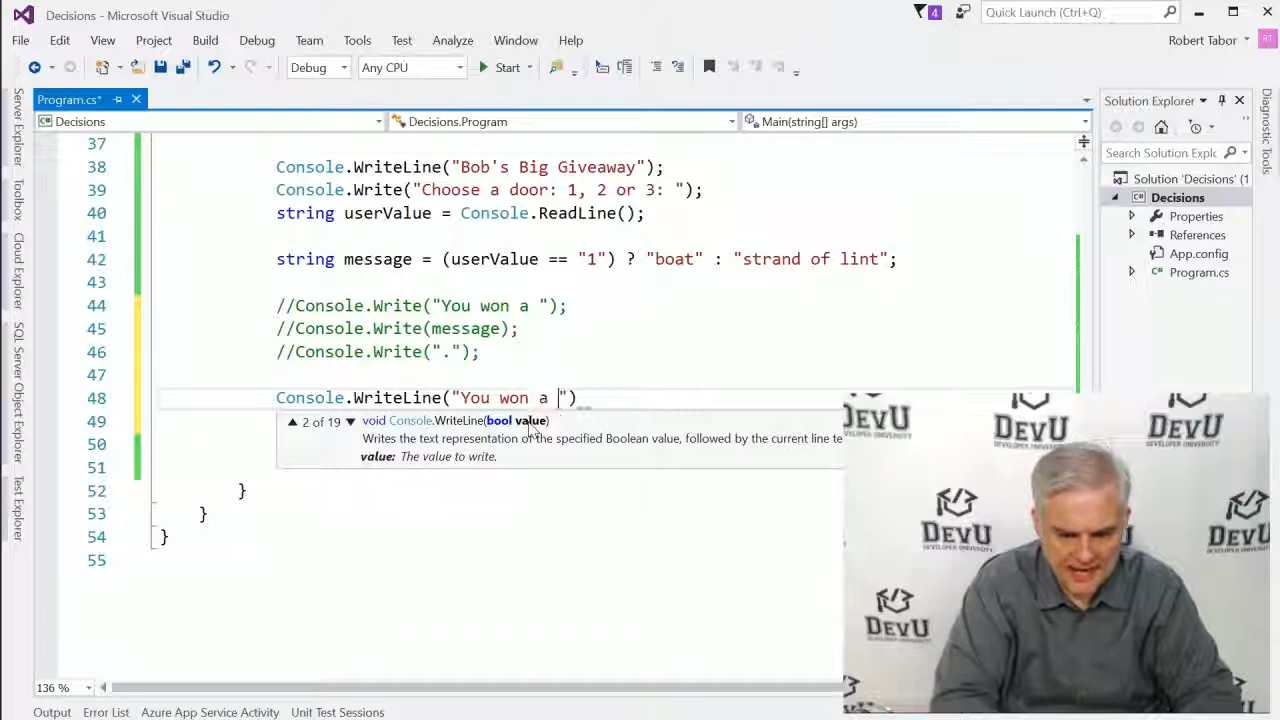 Decisions - Microsoft Visual Studio
4
Quick Launch (Ctrl+Q)
File Edit View Project Build Debug Team Tools Test Analyze Window Help
Robert Tabor
RT
Debug
Any CPU
Start
Program.cs*
Solution Explorer
Decisions
Decisions.Program
Main(string[] args)
Search Solution Explc
Server Explorer
Toolbox
Cloud Explorer
SQL Server Object Explorer
Test Explorer
Diagnostic Tools
Solution 'Decisions' (1
Decisions
Properties
References
App.config
Program.cs
37
38 Console.WriteLine("Bob's Big Giveaway");
39 Console.Write("Choose a door: 1, 2 or 3: ");
40 string userValue = Console.ReadLine();
41
42 string message = (userValue == "1") ? "boat" : "strand of lint";
43
44 //Console.Write("You won a ");
45 //Console.Write(message);
46 //Console.Write(".");
47
48 Console.WriteLine("You won a ")
49
2 of 19 void Console.WriteLine(bool value)
Writes the text representation of the specified Boolean value, followed by the current line te
value: The value to write.
50
51
52 }
53 }
54 }
55
136 %
Output Error List Azure App Service Activity Unit Test Sessions
DEVU
DEVU
DEVU
DEVU
DEVELOPER UNIVERSITY
DEVU
DEVU